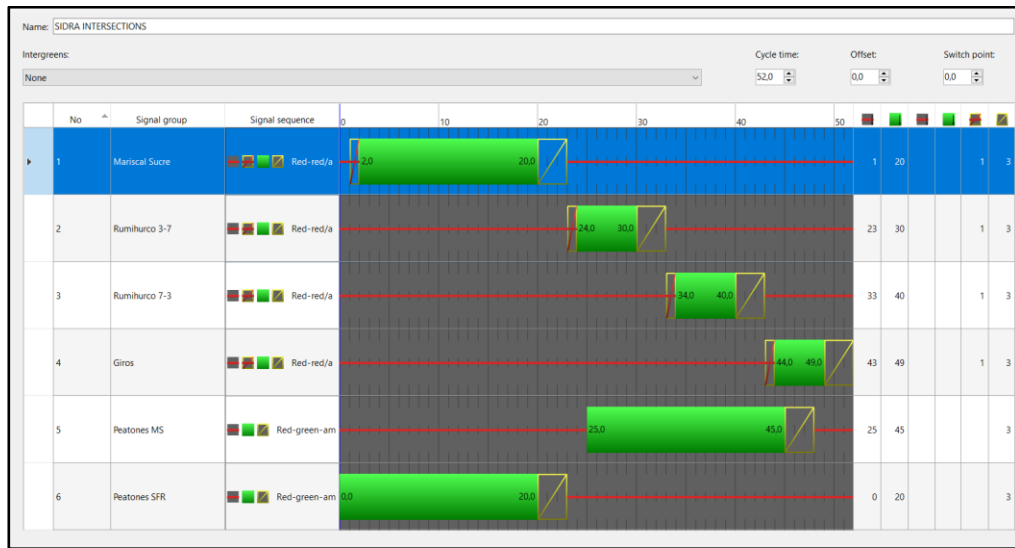 Name: SIDRA INTERSECTIONS
Intergreens: Cycle time: Offset: Switch point:
None 52,0 0,0 0,0
No Signal group Signal sequence 0 10 20 30 40 50
1 Mariscal Sucre Red-red/a 2,0 20,0 1 20 1 3
2 Rumihurco 3-7 Red-red/a 24,0 30,0 23 30 1 3
3 Rumihurco 7-3 Red-red/a 34,0 40,0 33 40 1 3
4 Giros Red-red/a 44,0 49,0 43 49 1 3
5 Peatones MS Red-green-am 25,0 45,0 25 45 3
6 Peatones SFR Red-green-am 0,0 20,0 0 20 3